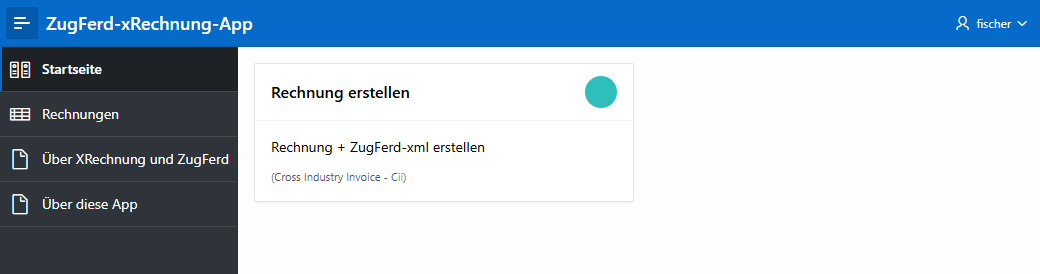 ZugFerd-xRechnung-App
fischer
Startseite
Rechnungen
Über XRechnung und ZugFerd
Über diese App
Rechnung erstellen
Rechnung + ZugFerd-xml erstellen
(Cross Industry Invoice - Cii)